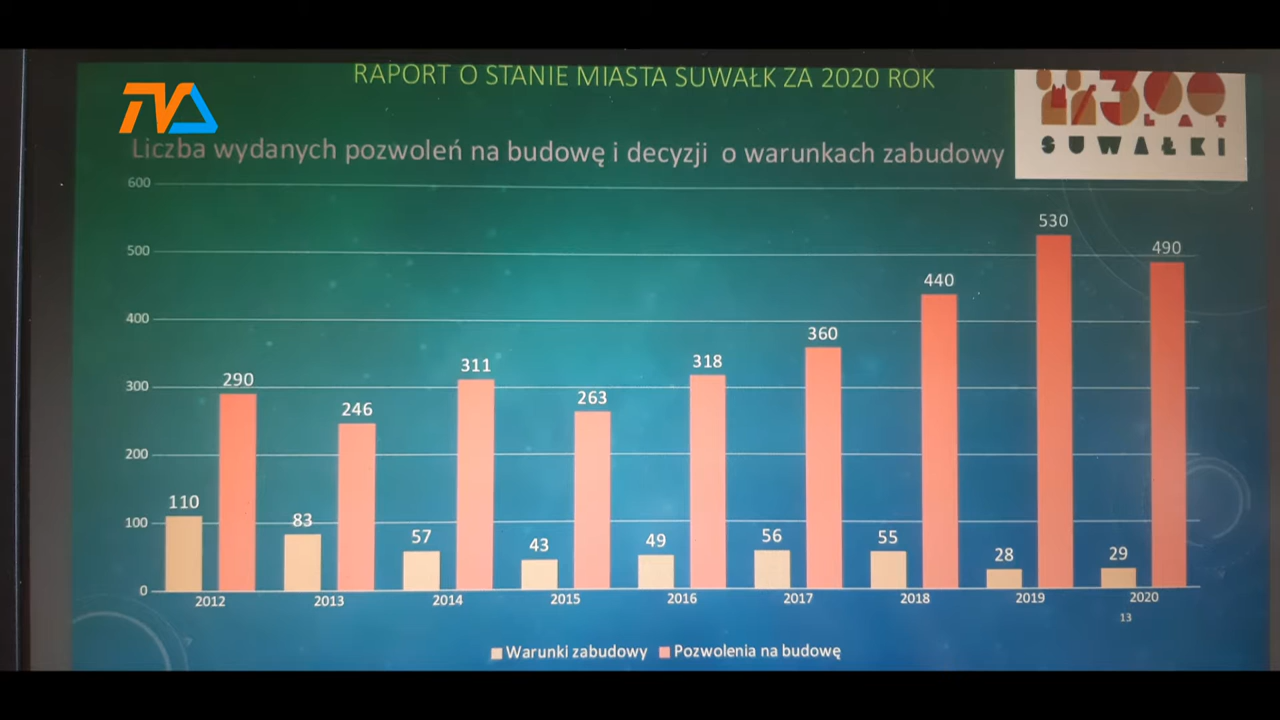 RAPORT O STANIE MIASTA SUWAŁK ZA 2020 ROK
TVA
300
LAT
SUWAŁKI
Liczba wydanych pozwoleń na budowę i decyzji o warunkach zabudowy
600
500
400
300
200
100
0
110 290
83 246
57 311
43 263
49 318
56 360
55 440
28 530
29 490
2012 2013 2014 2015 2016 2017 2018 2019 2020
13
Warunki zabudowy Pozwolenia na budowę